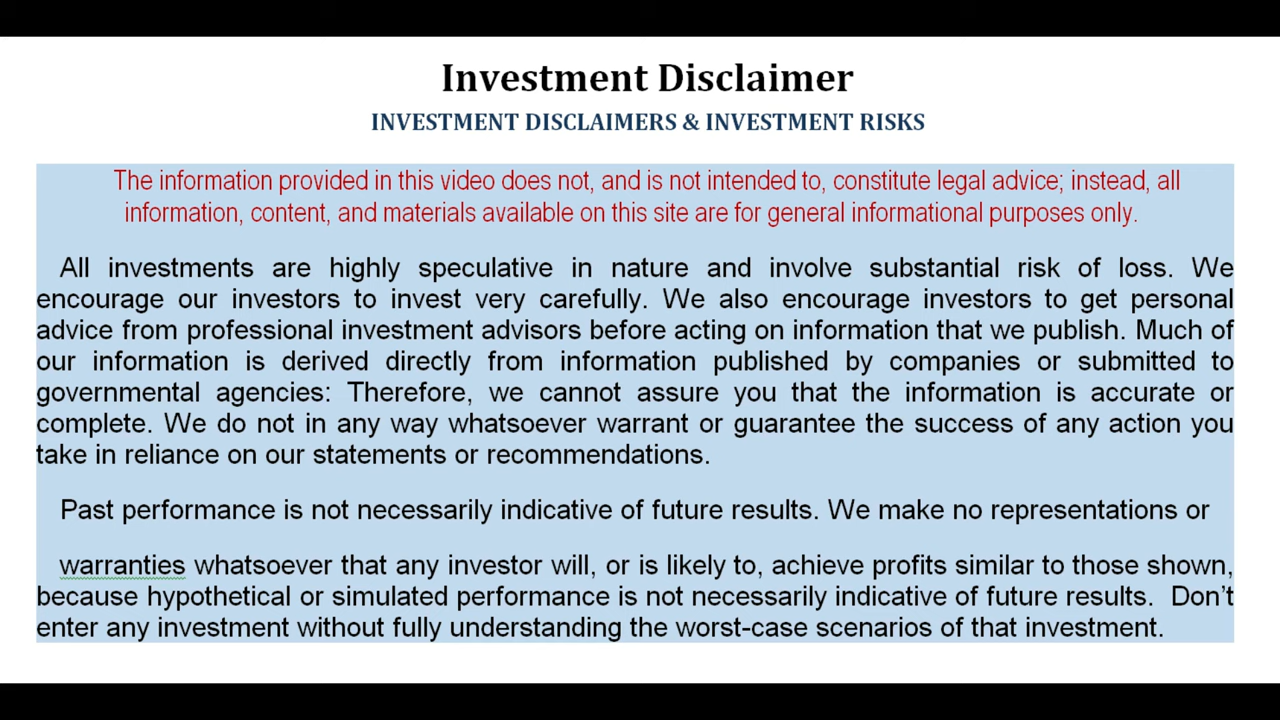 Investment Disclaimer
INVESTMENT DISCLAIMERS & INVESTMENT RISKS
The information provided in this video does not, and is not intended to, constitute legal advice; instead, all
information, content, and materials available on this site are for general informational purposes only.
All investments are highly speculative in nature and involve substantial risk of loss. We
encourage our investors to invest very carefully. We also encourage investors to get personal
advice from professional investment advisors before acting on information that we publish. Much of
our information is derived directly from information published by companies or submitted to
governmental agencies: Therefore, we cannot assure you that the information is accurate or
complete. We do not in any way whatsoever warrant or guarantee the success of any action you
take in reliance on our statements or recommendations.
Past performance is not necessarily indicative of future results. We make no representations or
warranties whatsoever that any investor will, or is likely to, achieve profits similar to those shown,
because hypothetical or simulated performance is not necessarily indicative of future results. Don’t
enter any investment without fully understanding the worst-case scenarios of that investment.